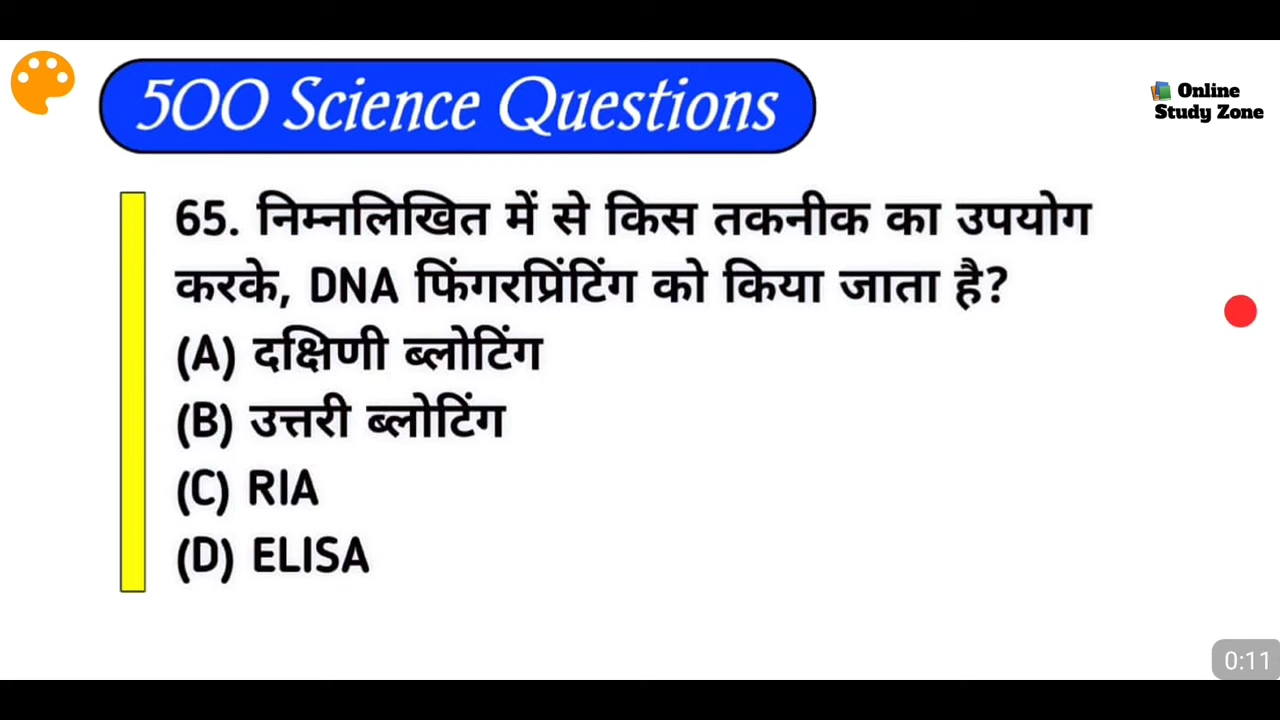 500 Science Questions
Online
Study Zone
65. निम्नलिखित में से किस तकनीक का उपयोग
करके, DNA फिंगरप्रिंटिंग को किया जाता है?
(A) दक्षिणी ब्लोटिंग
(B) उत्तरी ब्लोटिंग
(C) RIA
(D) ELISA
0:11